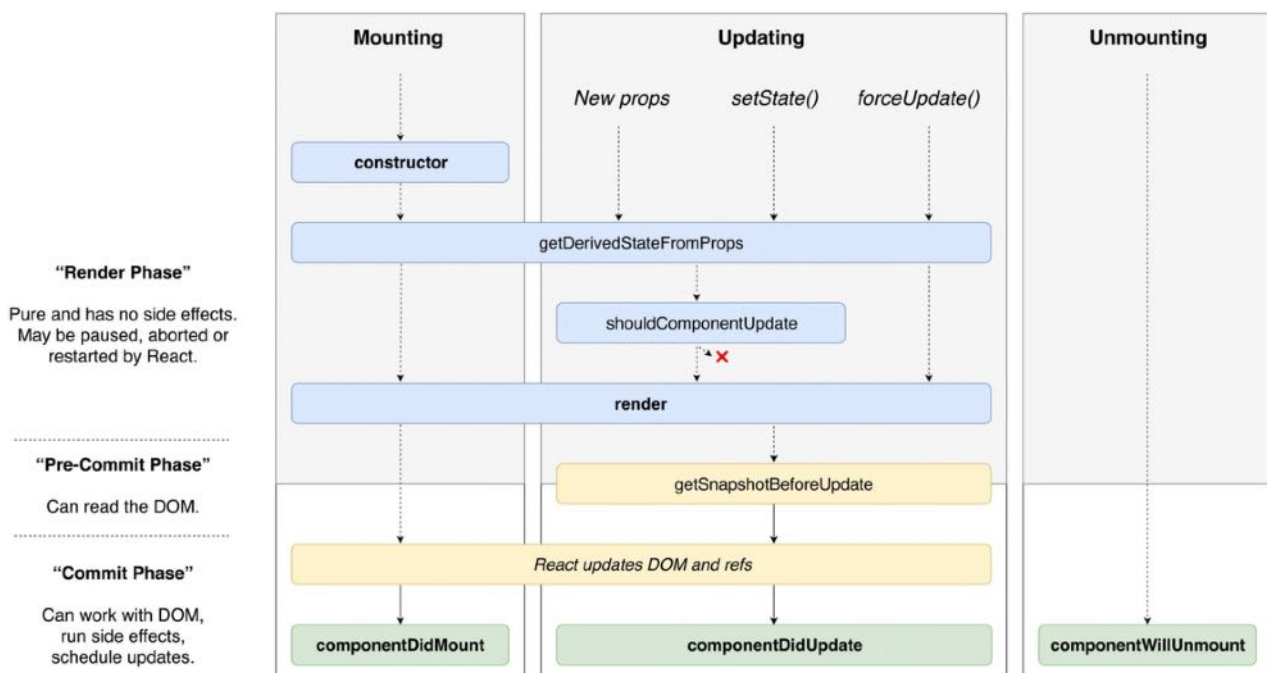 Mounting
Updating
Unmounting
New props
setState()
forceUpdate()
constructor
getDerivedStateFromProps
“Render Phase”
Pure and has no side effects.
May be paused, aborted or
restarted by React.
shouldComponentUpdate
render
“Pre-Commit Phase”
Can read the DOM.
getSnapshotBeforeUpdate
“Commit Phase”
Can work with DOM,
run side effects,
schedule updates.
React updates DOM and refs
componentDidMount
componentDidUpdate
componentWillUnmount